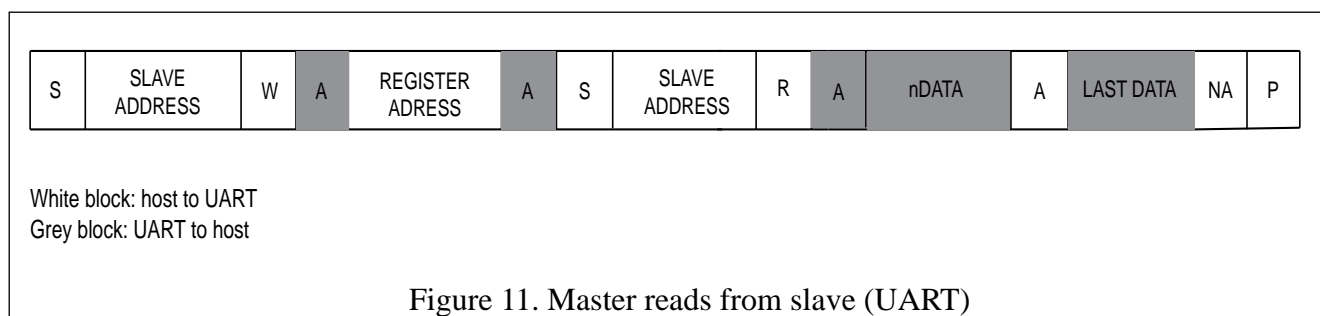 S SLAVE ADDRESS W A REGISTER ADRESS A S SLAVE ADDRESS R A nDATA A LAST DATA NA P
White block: host to UART
Grey block: UART to host
Figure 11. Master reads from slave (UART)